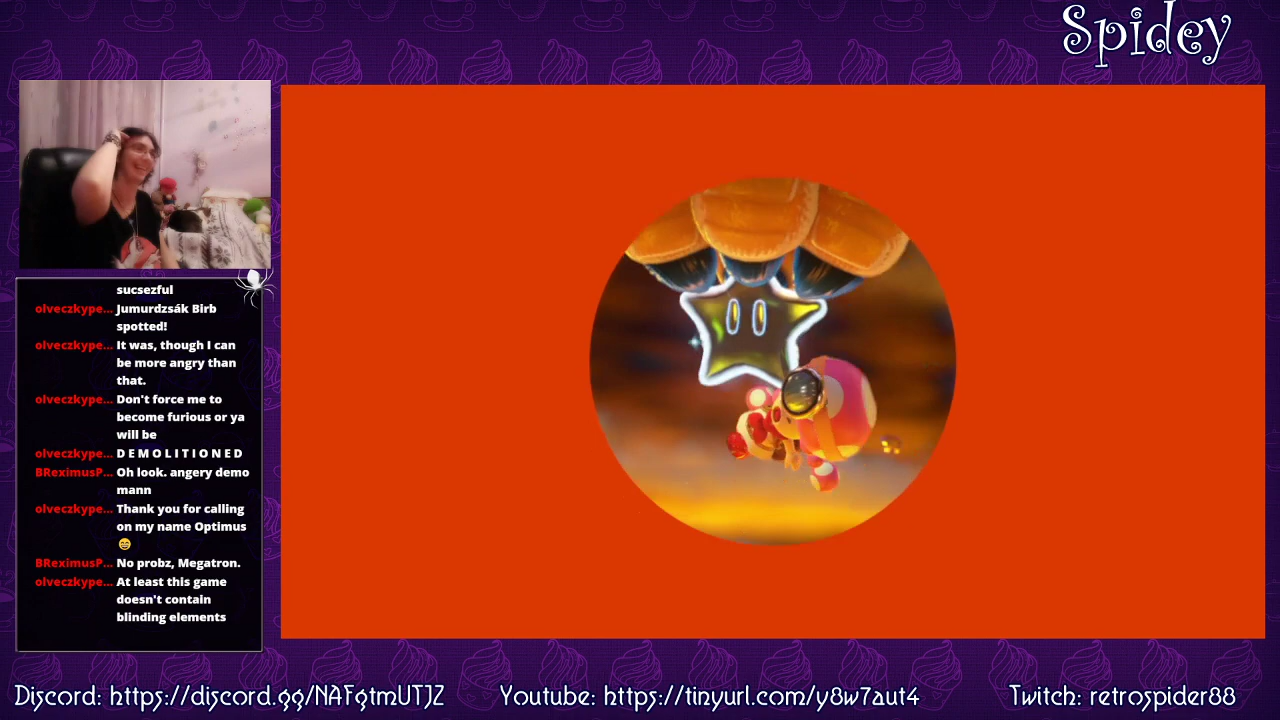 Spidey
sucsezful
olveczkype... Jumurdzsák Birb
spotted!
olveczkype... It was, though I can
be more angry than
that.
olveczkype... Don't force me to
become furious or ya
will be
olveczkype... D E M O L I T I O N E D
BReximusP... Oh look. angery demo
mann
olveczkype... Thank you for calling
on my name Optimus
😄
BReximusP... No probz, Megatron.
olveczkype... At least this game
doesn't contain
blinding elements
Discord: https://discord.gg/NAFgtmUTJZ Youtube: https://tinyurl.com/y8w7aut4 Twitch: retrospider88